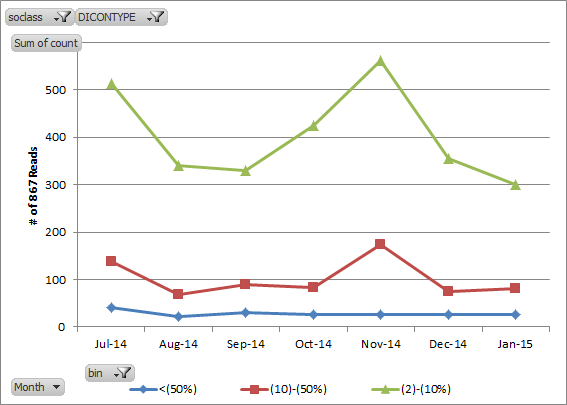 soclass DICONTYPE
Sum of count
# of 867 Reads
500
400
300
200
100
0
Jul-14 Aug-14 Sep-14 Oct-14 Nov-14 Dec-14 Jan-15
bin
Month
<(50%) (10)-(50%) (2)-(10%)